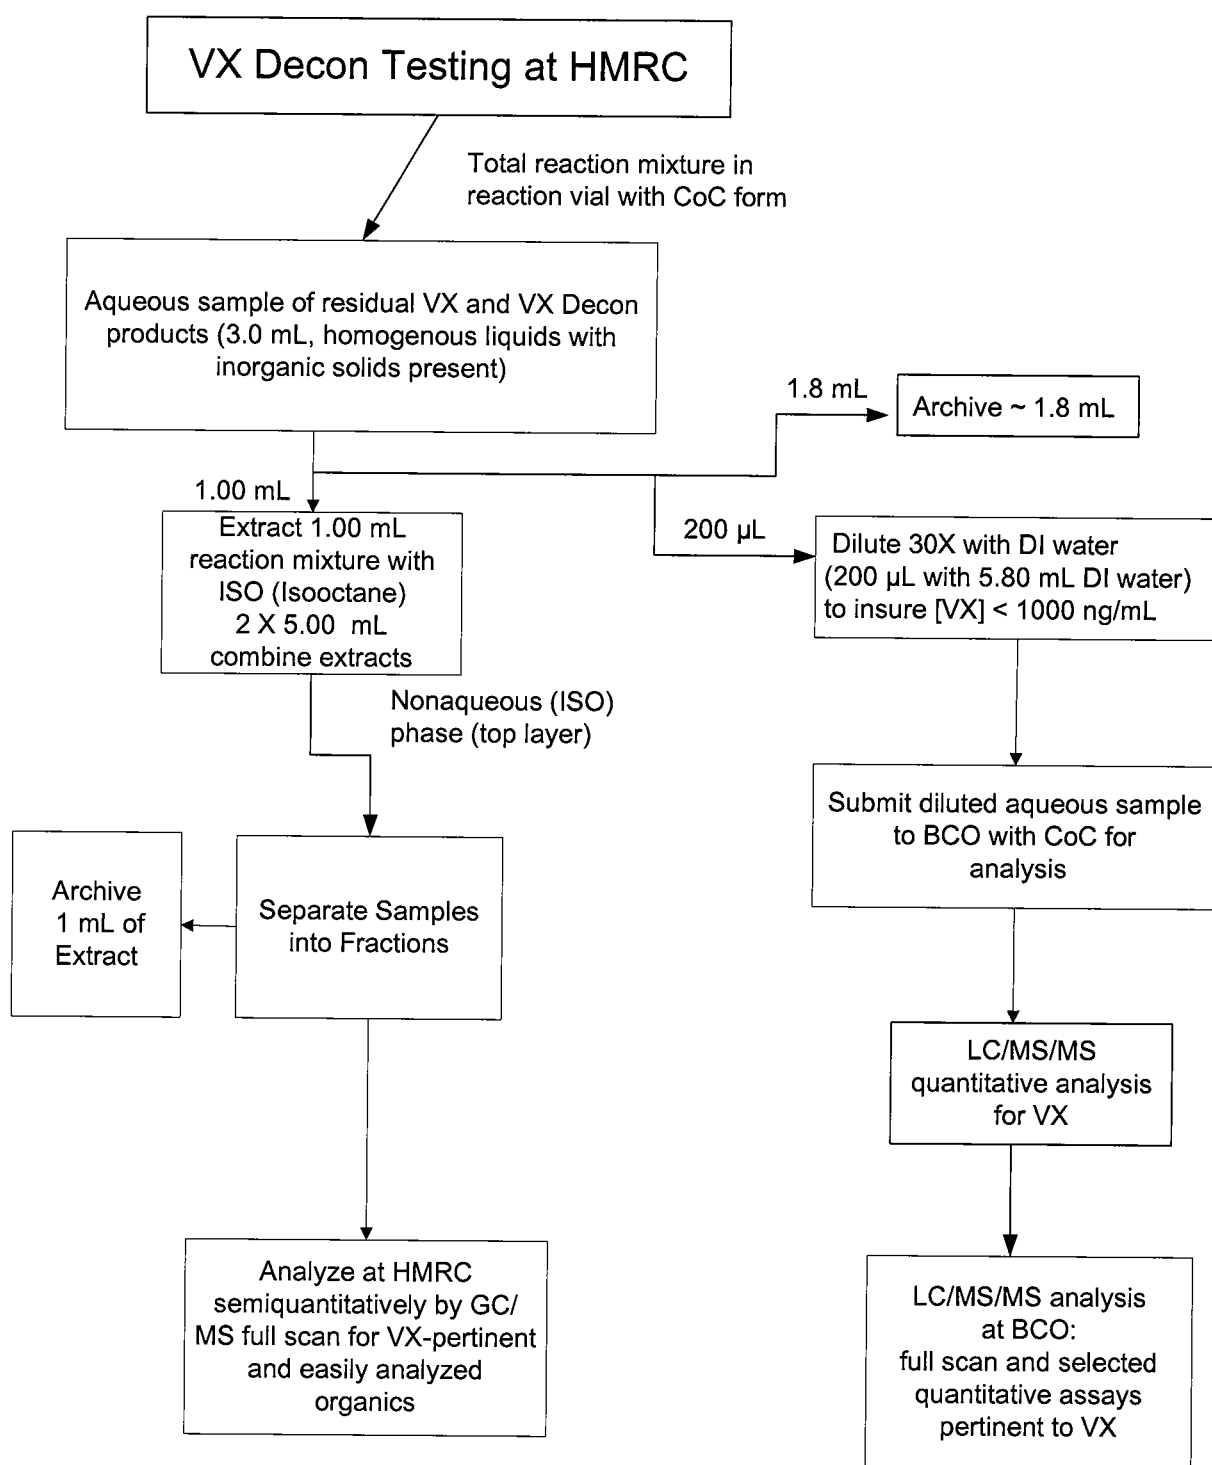 VX Decon Testing at HMRC
Total reaction mixture in
reaction vial with CoC form
Aqueous sample of residual VX and VX Decon
products (3.0 mL, homogenous liquids with
inorganic solids present)
1.8 mL
Archive ~ 1.8 mL
1.00 mL
Extract 1.00 mL
reaction mixture with
ISO (Isooctane)
2 X 5.00 mL
combine extracts
200 µL
Dilute 30X with DI water
(200 µL with 5.80 mL DI water)
to insure [VX] < 1000 ng/mL
Nonaqueous (ISO)
phase (top layer)
Submit diluted aqueous sample
to BCO with CoC for
analysis
Archive
1 mL of
Extract
Separate Samples
into Fractions
LC/MS/MS
quantitative analysis
for VX
Analyze at HMRC
semiquantitatively by GC/
MS full scan for VX-pertinent
and easily analyzed
organics
LC/MS/MS analysis
at BCO:
full scan and selected
quantitative assays
pertinent to VX